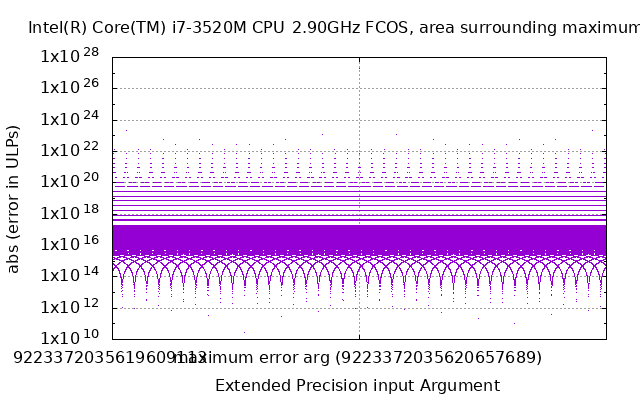 Intel(R) Core(TM) i7-3520M CPU 2.90GHz FCOS, area surrounding maximum
1x10^28
1x10^26
1x10^24
1x10^22
1x10^20
1x10^18
1x10^16
1x10^14
1x10^12
1x10^10
abs (error in ULPs)
9223372035619609113 maximum error arg (9223372035620657689)
Extended Precision input Argument